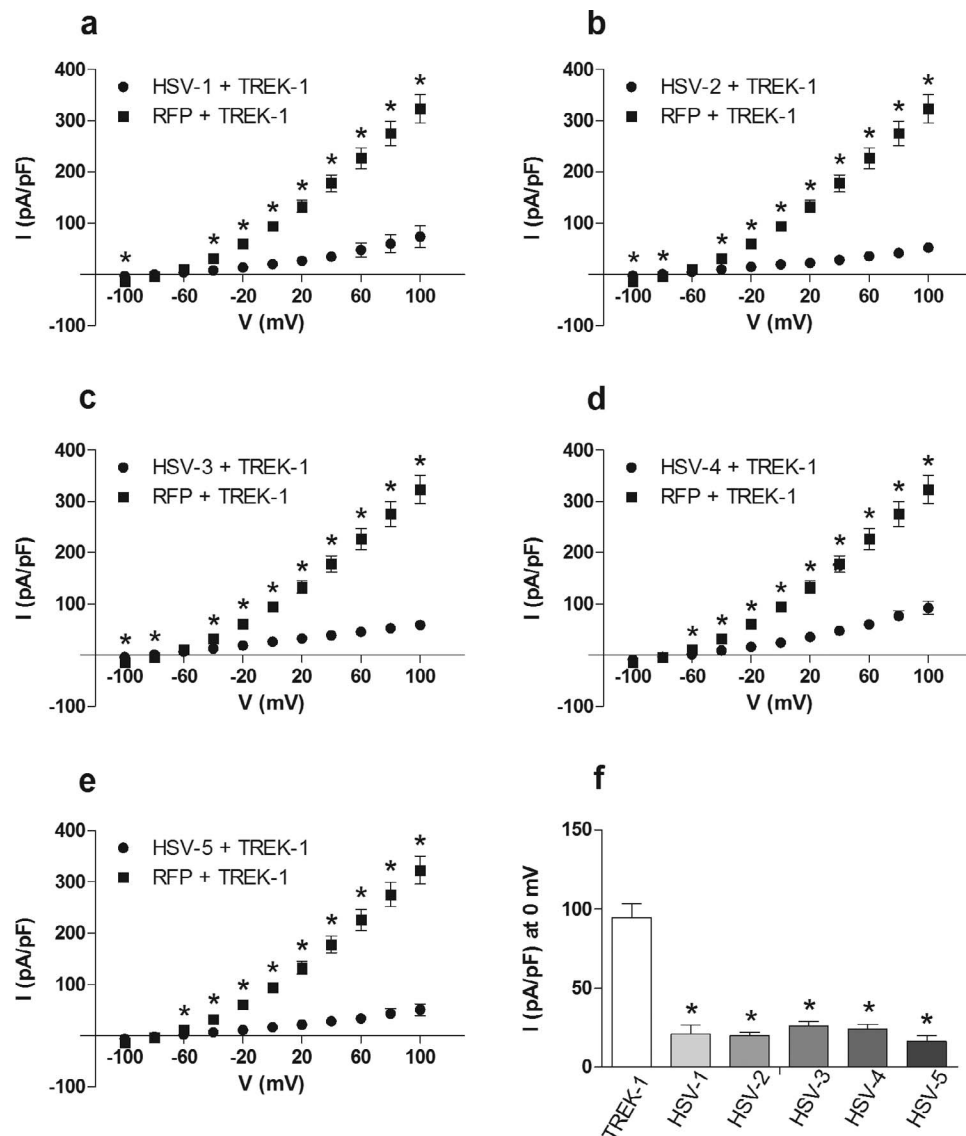 a
400
300
200
100
-100
I (pA/pF)
HSV-1 + TREK-1
RFP + TREK-1
* * * * * * * * *
-100 -60 -20 20 60 100
V (mV)
b
400
300
200
100
-100
I (pA/pF)
HSV-2 + TREK-1
RFP + TREK-1
* * * * * * * * * *
-100 -60 -20 20 60 100
V (mV)
c
400
300
200
100
-100
I (pA/pF)
HSV-3 + TREK-1
RFP + TREK-1
* * * * * * * * * *
-100 -60 -20 20 60 100
V (mV)
d
400
300
200
100
-100
I (pA/pF)
HSV-4 + TREK-1
RFP + TREK-1
* * * * * * * * *
-100 -60 -20 20 60 100
V (mV)
e
400
300
200
100
-100
I (pA/pF)
HSV-5 + TREK-1
RFP + TREK-1
* * * * * * * * *
-100 -60 -20 20 60 100
V (mV)
f
150
100
50
0
I (pA/pF) at 0 mV
* * * * *
TREK-1
HSV-1
HSV-2
HSV-3
HSV-4
HSV-5